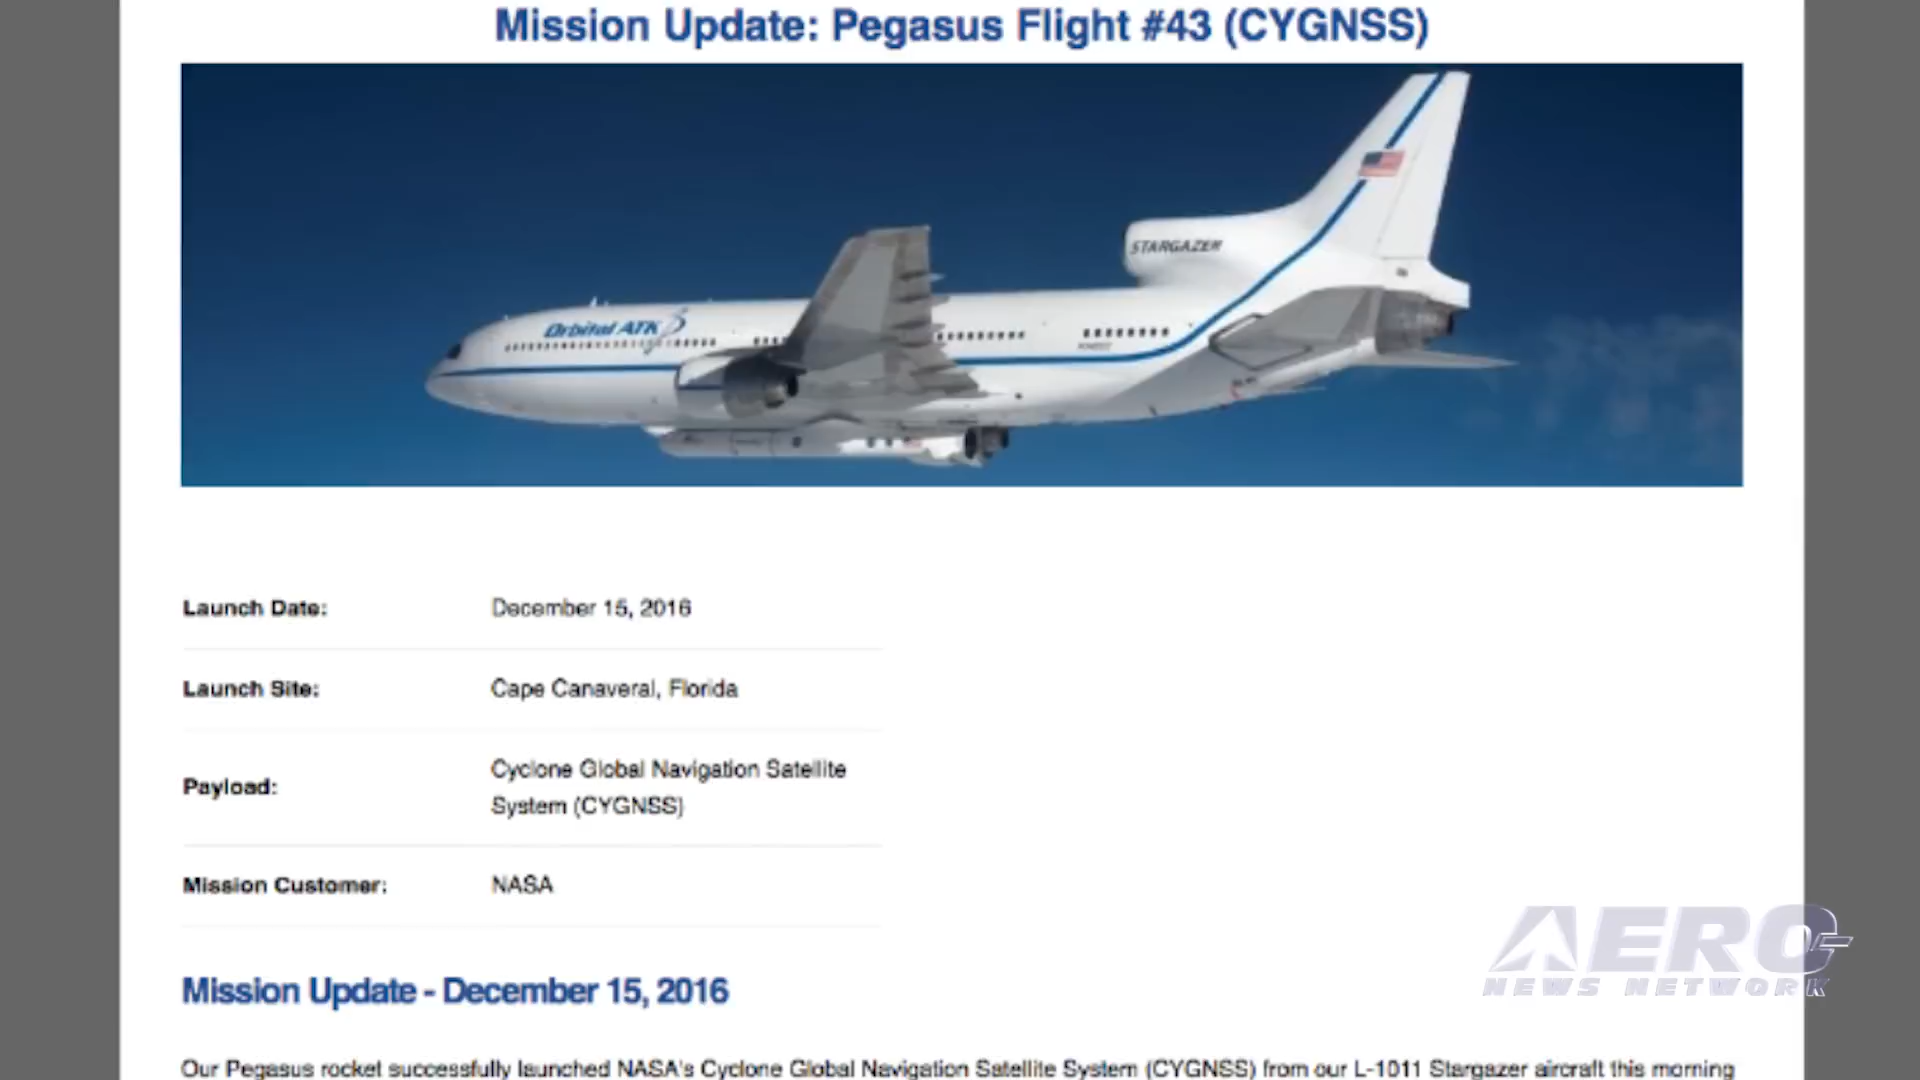 Mission Update: Pegasus Flight #43 (CYGNSS)
STARGAZER
Orbital ATK
Launch Date: December 15, 2016
Launch Site: Cape Canaveral, Florida
Payload: Cyclone Global Navigation Satellite
System (CYGNSS)
Mission Customer: NASA
AERO
NEWS NETWORK
Mission Update - December 15, 2016
Our Pegasus rocket successfully launched NASA's Cyclone Global Navigation Satellite System (CYGNSS) from our L-1011 Stargazer aircraft this morning